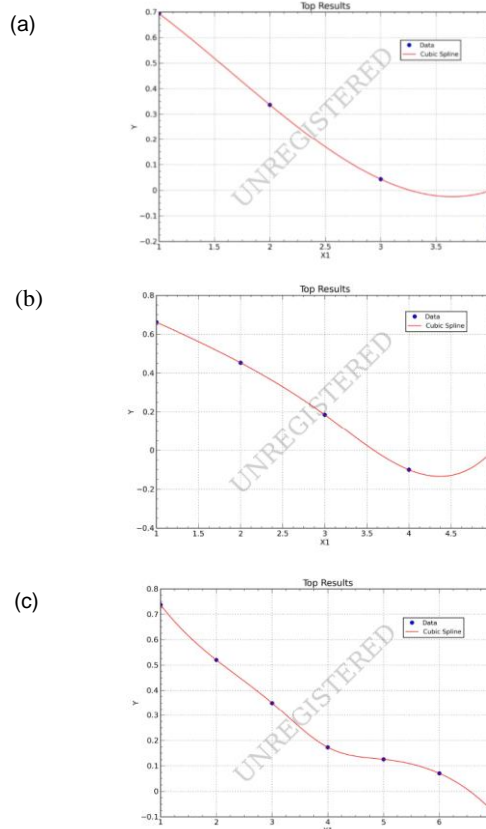 (a)
Top Results
0.7
0.6
0.5
0.4
0.3
0.2
0.1
0
−0.1
−0.2
Y
Data
Cubic Spline
UNREGISTERED
1 1.5 2 2.5 3 3.5
X1
(b)
Top Results
0.8
0.6
0.4
0.2
0
−0.2
−0.4
Y
Data
Cubic Spline
UNREGISTERED
1 1.5 2 2.5 3 3.5 4 4.5
X1
(c)
Top Results
0.8
0.7
0.6
0.5
0.4
0.3
0.2
0.1
0
−0.1
Y
Data
Cubic Spline
UNREGISTERED
1 2 3 4 5 6